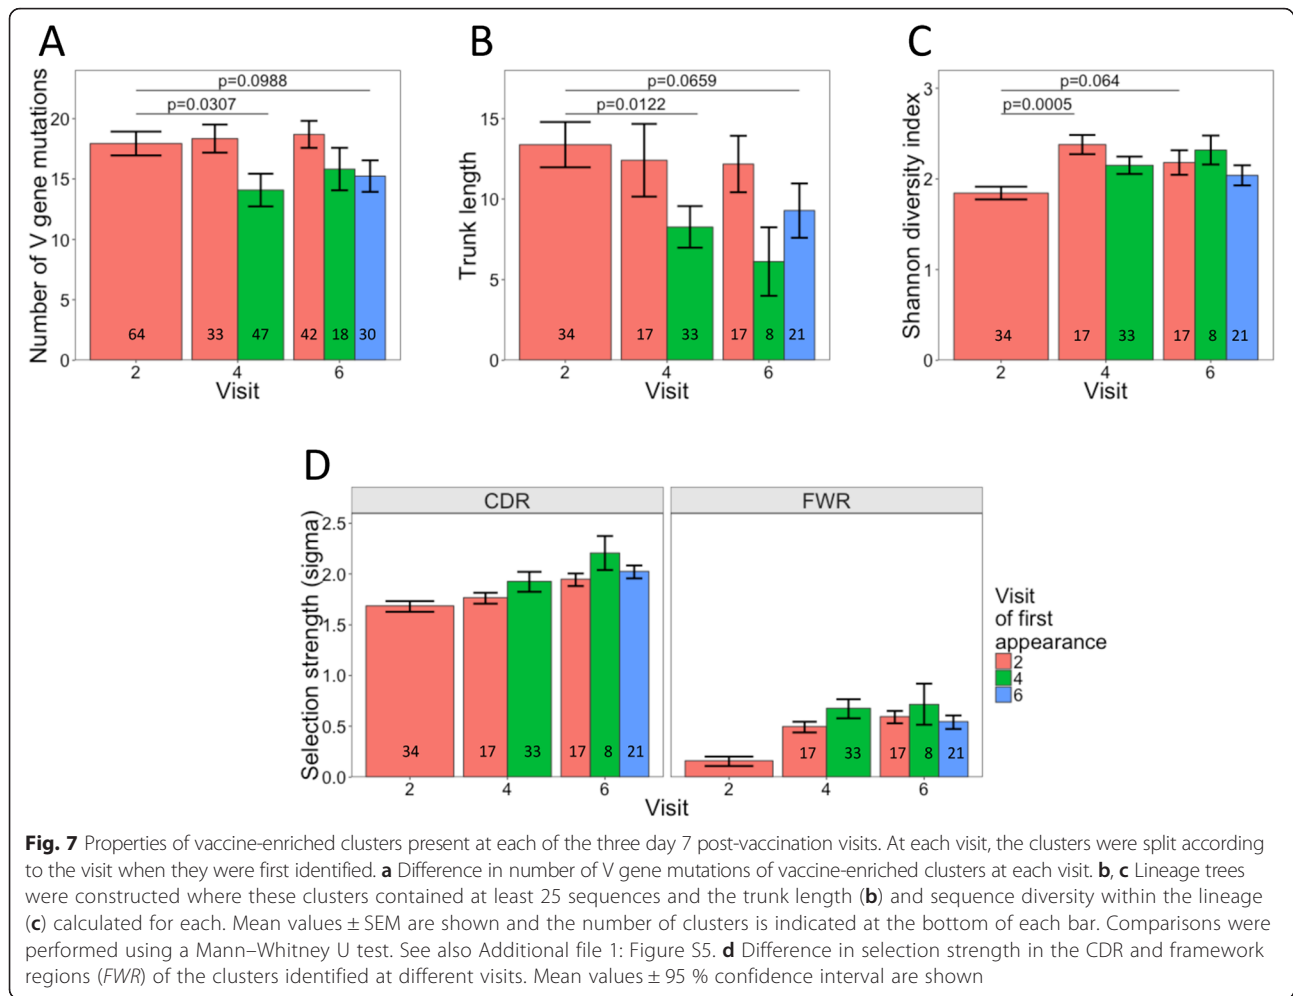 A
p=0.0988
p=0.0307
Number of V gene mutations
20
15
10
5
0
64
33
47
42
18
30
2
4
6
Visit
B
p=0.0659
p=0.0122
Trunk length
15
10
5
0
34
17
33
17
8
21
2
4
6
Visit
C
p=0.064
p=0.0005
Shannon diversity index
3
2
1
0
34
17
33
17
8
21
2
4
6
Visit
D
CDR
FWR
Selection strength (sigma)
2.5
2.0
1.5
1.0
0.5
0.0
34
17
33
17
8
21
17
33
17
8
21
2
4
6
2
4
6
Visit
Visit
of first
appearance
2
4
6
Fig. 7 Properties of vaccine-enriched clusters present at each of the three day 7 post-vaccination visits. At each visit, the clusters were split according
to the visit when they were first identified. a Difference in number of V gene mutations of vaccine-enriched clusters at each visit. b, c Lineage trees
were constructed where these clusters contained at least 25 sequences and the trunk length (b) and sequence diversity within the lineage
(c) calculated for each. Mean values ± SEM are shown and the number of clusters is indicated at the bottom of each bar. Comparisons were
performed using a Mann–Whitney U test. See also Additional file 1: Figure S5. d Difference in selection strength in the CDR and framework
regions (FWR) of the clusters identified at different visits. Mean values ± 95 % confidence interval are shown